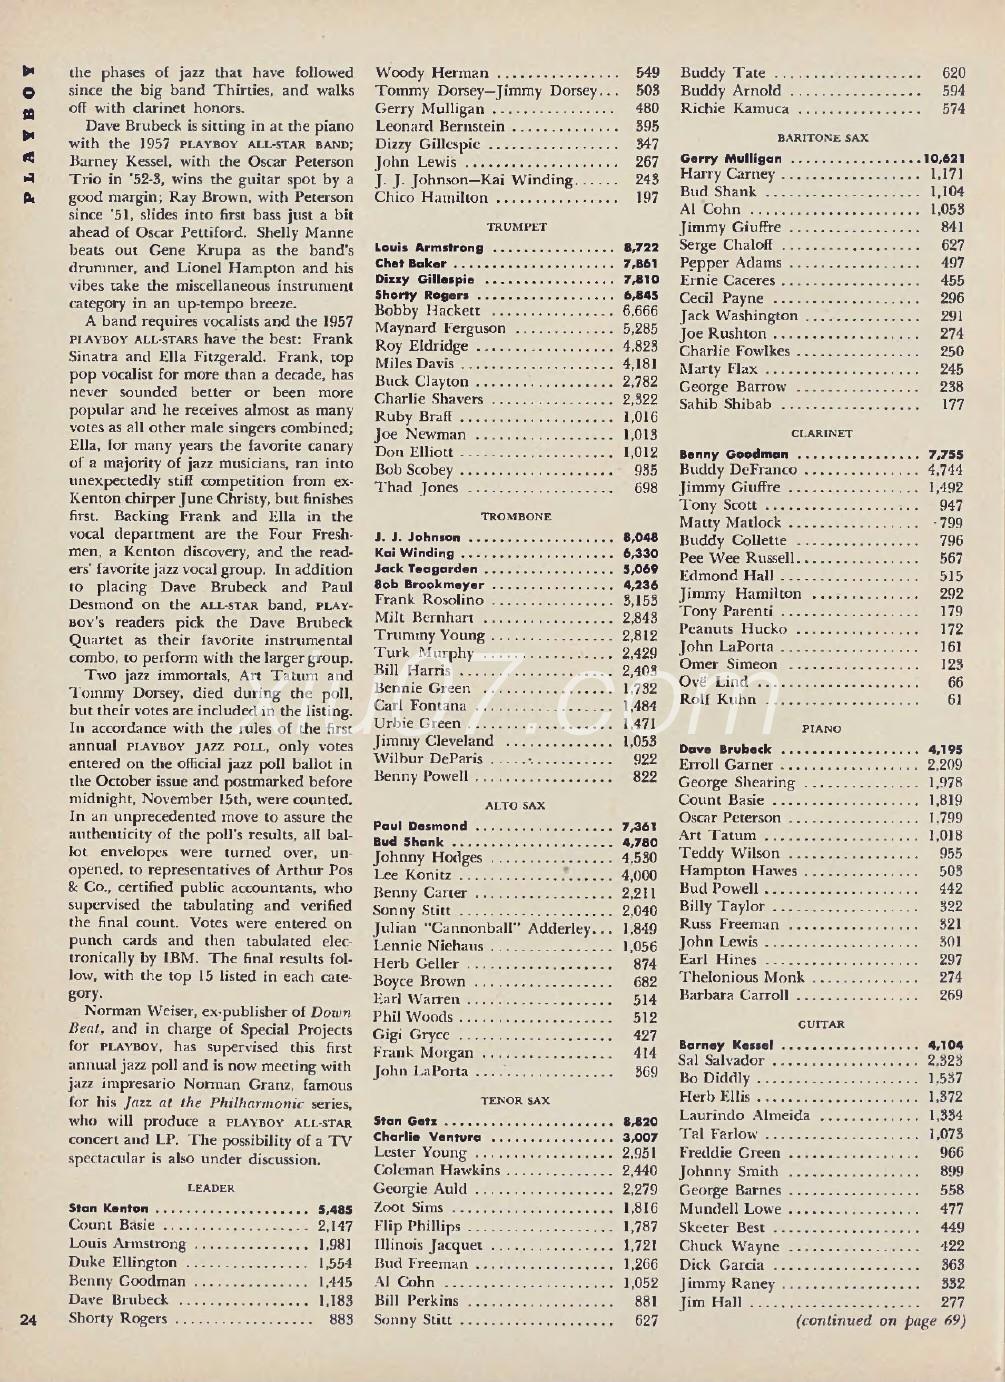 PLAYBOY
the phases of jazz that have followed
since the big band Thirties, and walks
off with clarinet honors.
Dave Brubeck is sitting in at the piano
with the 1957 PLAYBOY ALL-STAR BAND;
Barney Kessel, with the Oscar Peterson
Trio in '52-3, wins the guitar spot by a
good margin; Ray Brown, with Peterson
since '51, slides into first bass just a bit
ahead of Oscar Pettiford. Shelly Manne
beats out Gene Krupa as the band's
drummer, and Lionel Hampton and his
vibes take the miscellaneous instrument
category in an up-tempo breeze.
A band requires vocalists and the 1957
PLAYBOY ALL-STARS have the best: Frank
Sinatra and Ella Fitzgerald. Frank, top
pop vocalist for more than a decade, has
never sounded better or been more
popular and he receives almost as many
votes as all other male singers combined;
Ella, for many years the favorite canary
of a majority of jazz musicians, ran into
unexpectedly stiff competition from ex-
Kenton chirper June Christy, but finishes
first. Backing Frank and Ella in the
vocal department are the Four Fresh-
men, a Kenton discovery, and the read-
ers' favorite jazz vocal group. In addition
to placing Dave Brubeck and Paul
Desmond on the ALL-STAR band, PLAY-
BOY's readers pick the Dave Brubeck
Quartet as their favorite instrumental
combo, to perform with the larger group.
Two jazz immortals, Art Tatum and
Tommy Dorsey, died during the poll,
but their votes are included in the listing.
In accordance with the rules of the first
annual PLAYBOY JAZZ POLL, only votes
entered on the official jazz poll ballot in
the October issue and postmarked before
midnight, November 15th, were counted.
In an unprecedented move to assure the
authenticity of the poll's results, all bal-
lot envelopes were turned over, un-
opened, to representatives of Arthur Pos
& Co., certified public accountants, who
supervised the tabulating and verified
the final count. Votes were entered on
punch cards and then tabulated elec-
tronically by IBM. The final results fol-
low, with the top 15 listed in each cate-
gory.
Norman Weiser, ex-publisher of Down
Beat, and in charge of Special Projects
for PLAYBOY, has supervised this first
annual jazz poll and is now meeting with
jazz impresario Norman Granz, famous
for his Jazz at the Philharmonic series,
who will produce a PLAYBOY ALL-STAR
concert and LP. The possibility of a TV
spectacular is also under discussion.
LEADER
Stan Kenton .................... 5,485
Count Basie ................... 2,147
Louis Armstrong ............... 1,981
Duke Ellington ................ 1,554
Benny Goodman ............... 1,445
Dave Brubeck ................. 1,183
Shorty Rogers .................. 883
Woody Herman ................ 549
Tommy Dorsey—Jimmy Dorsey... 503
Gerry Mulligan ................ 480
Leonard Bernstein .............. 395
Dizzy Gillespie ................. 347
John Lewis .................... 267
J. J. Johnson—Kai Winding...... 243
Chico Hamilton ................ 197
TRUMPET
Louis Armstrong ................ 8,722
Chet Baker ..................... 7,861
Dizzy Gillespie ................. 7,810
Shorty Rogers .................. 6,845
Bobby Hackett ................ 6,666
Maynard Ferguson ............. 5,285
Roy Eldridge .................. 4,823
Miles Davis .................... 4,181
Buck Clayton .................. 2,782
Charlie Shavers ................ 2,322
Ruby Braff .................... 1,016
Joe Newman .................. 1,013
Don Elliott .................... 1,012
Bob Scobey .................... 935
Thad Jones ................... 698
TROMBONE
J. J. Johnson ................... 8,048
Kai Winding .................... 6,330
Jack Teagarden ................. 5,069
Bob Brookmeyer ................ 4,236
Frank Rosolino ................ 3,153
Milt Bernhart ................. 2,843
Trummy Young ................ 2,812
Turk Murphy ................. 2,429
Bill Harris .................... 2,403
Bennie Green .................. 1,732
Carl Fontana .................. 1,484
Urbie Green ................... 1,471
Jimmy Cleveland .............. 1,053
Wilbur DeParis ................ 922
Benny Powell .................. 822
ALTO SAX
Paul Desmond .................. 7,361
Bud Shank ..................... 4,780
Johnny Hodges ................ 4,530
Lee Konitz .................... 4,000
Benny Carter .................. 2,211
Sonny Stitt .................... 2,040
Julian "Cannonball" Adderley... 1,849
Lennie Niehaus ................ 1,056
Herb Geller ................... 874
Boyce Brown .................. 682
Earl Warren ................... 514
Phil Woods .................... 512
Gigi Gryce .................... 427
Frank Morgan ................. 414
John LaPorta .................. 369
TENOR SAX
Stan Getz ...................... 8,820
Charlie Ventura ................ 3,007
Lester Young .................. 2,951
Coleman Hawkins .............. 2,440
Georgie Auld .................. 2,279
Zoot Sims ..................... 1,816
Flip Phillips ................... 1,787
Illinois Jacquet ................ 1,721
Bud Freeman .................. 1,266
Al Cohn ...................... 1,052
Bill Perkins ................... 881
Sonny Stitt .................... 627
Buddy Tate ................... 620
Buddy Arnold ................. 594
Richie Kamuca ................ 574
BARITONE SAX
Gerry Mulligan .................10,621
Harry Carney .................. 1,171
Bud Shank .................... 1,104
Al Cohn ...................... 1,053
Jimmy Giuffre ................. 841
Serge Chaloff .................. 627
Pepper Adams ................. 497
Ernie Caceres .................. 455
Cecil Payne ................... 296
Jack Washington ............... 291
Joe Rushton ................... 274
Charlie Fowlkes ................ 250
Marty Flax .................... 245
George Barrow ................ 238
Sahib Shibab .................. 177
CLARINET
Benny Goodman ................ 7,755
Buddy DeFranco ............... 4,744
Jimmy Giuffre ................. 1,492
Tony Scott .................... 947
Matty Matlock ................. 799
Buddy Collette ................ 796
Pee Wee Russell................ 567
Edmond Hall .................. 515
Jimmy Hamilton ............... 292
Tony Parenti .................. 179
Peanuts Hucko ................ 172
John LaPorta .................. 161
Omer Simeon .................. 123
Ove Lind ..................... 66
Rolf Kuhn .................... 61
PIANO
Dave Brubeck .................. 4,195
Erroll Garner .................. 2,209
George Shearing ............... 1,978
Count Basie ................... 1,819
Oscar Peterson ................. 1,799
Art Tatum .................... 1,018
Teddy Wilson ................. 955
Hampton Hawes ............... 503
Bud Powell .................... 442
Billy Taylor ................... 322
Russ Freeman ................. 321
John Lewis .................... 301
Earl Hines .................... 297
Thelonious Monk .............. 274
Barbara Carroll ................ 269
GUITAR
Barney Kessel .................. 4,104
Sal Salvador ................... 2,323
Bo Diddly ..................... 1,537
Herb Ellis ..................... 1,372
Laurindo Almeida .............. 1,334
Tal Farlow .................... 1,073
Freddie Green ................. 966
Johnny Smith ................. 899
George Barnes ................. 558
Mundell Lowe ................. 477
Skeeter Best ................... 449
Chuck Wayne ................. 422
Dick Garcia ................... 363
Jimmy Raney .................. 332
Jim Hall ...................... 277
(continued on page 69)
24
xiu07.com